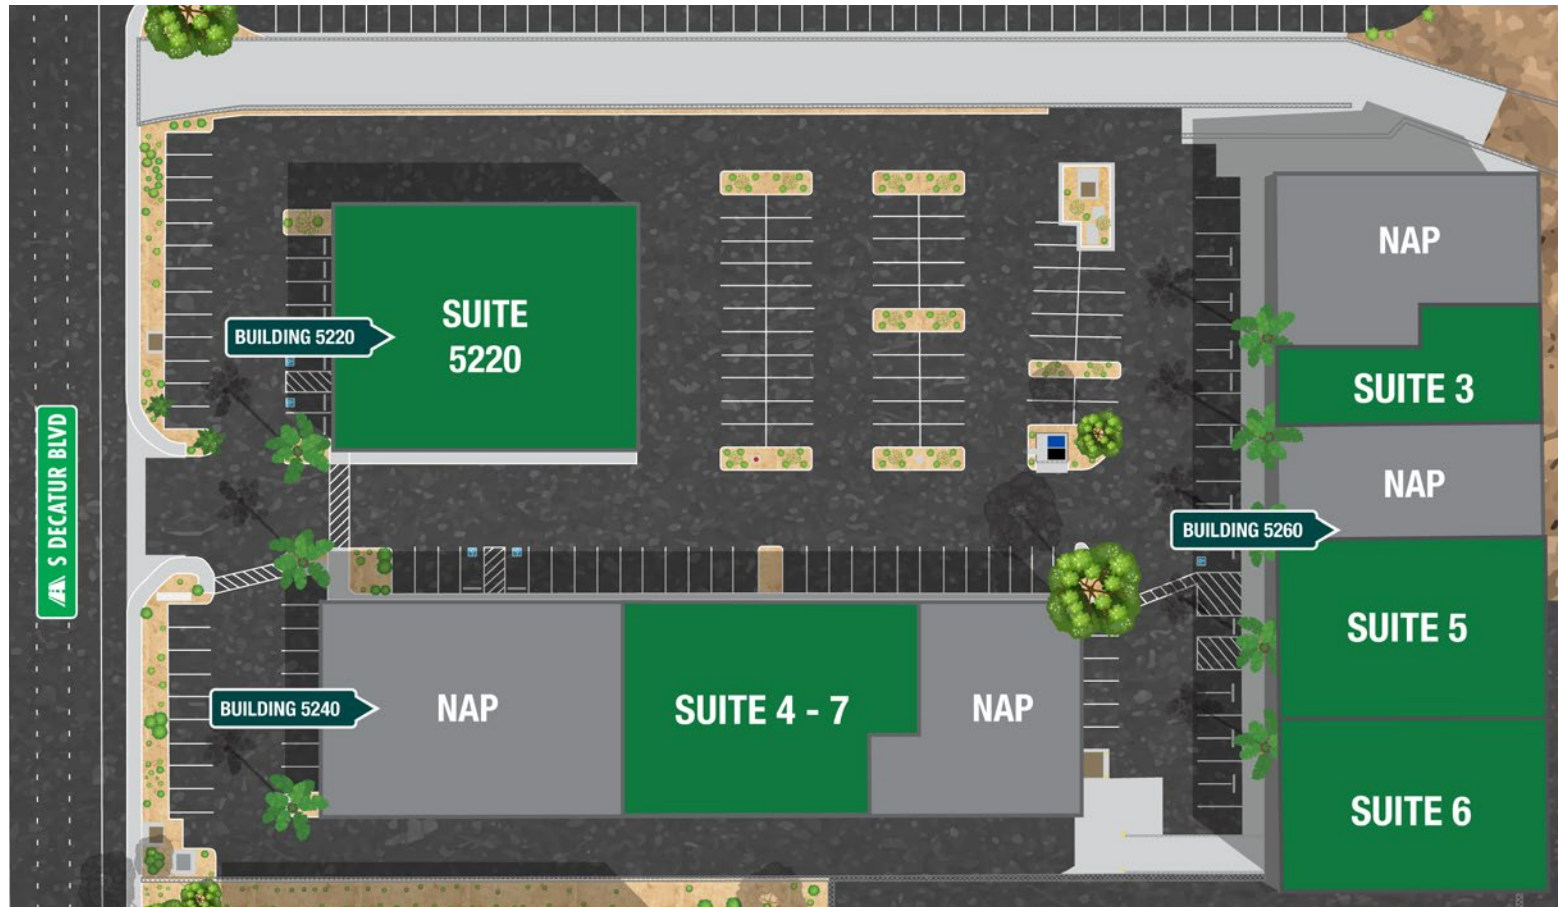 S DECATUR BLVD
BUILDING 5220
SUITE
5220
NAP
SUITE 3
NAP
BUILDING 5260
SUITE 5
SUITE 6
BUILDING 5240
NAP
SUITE 4 - 7
NAP